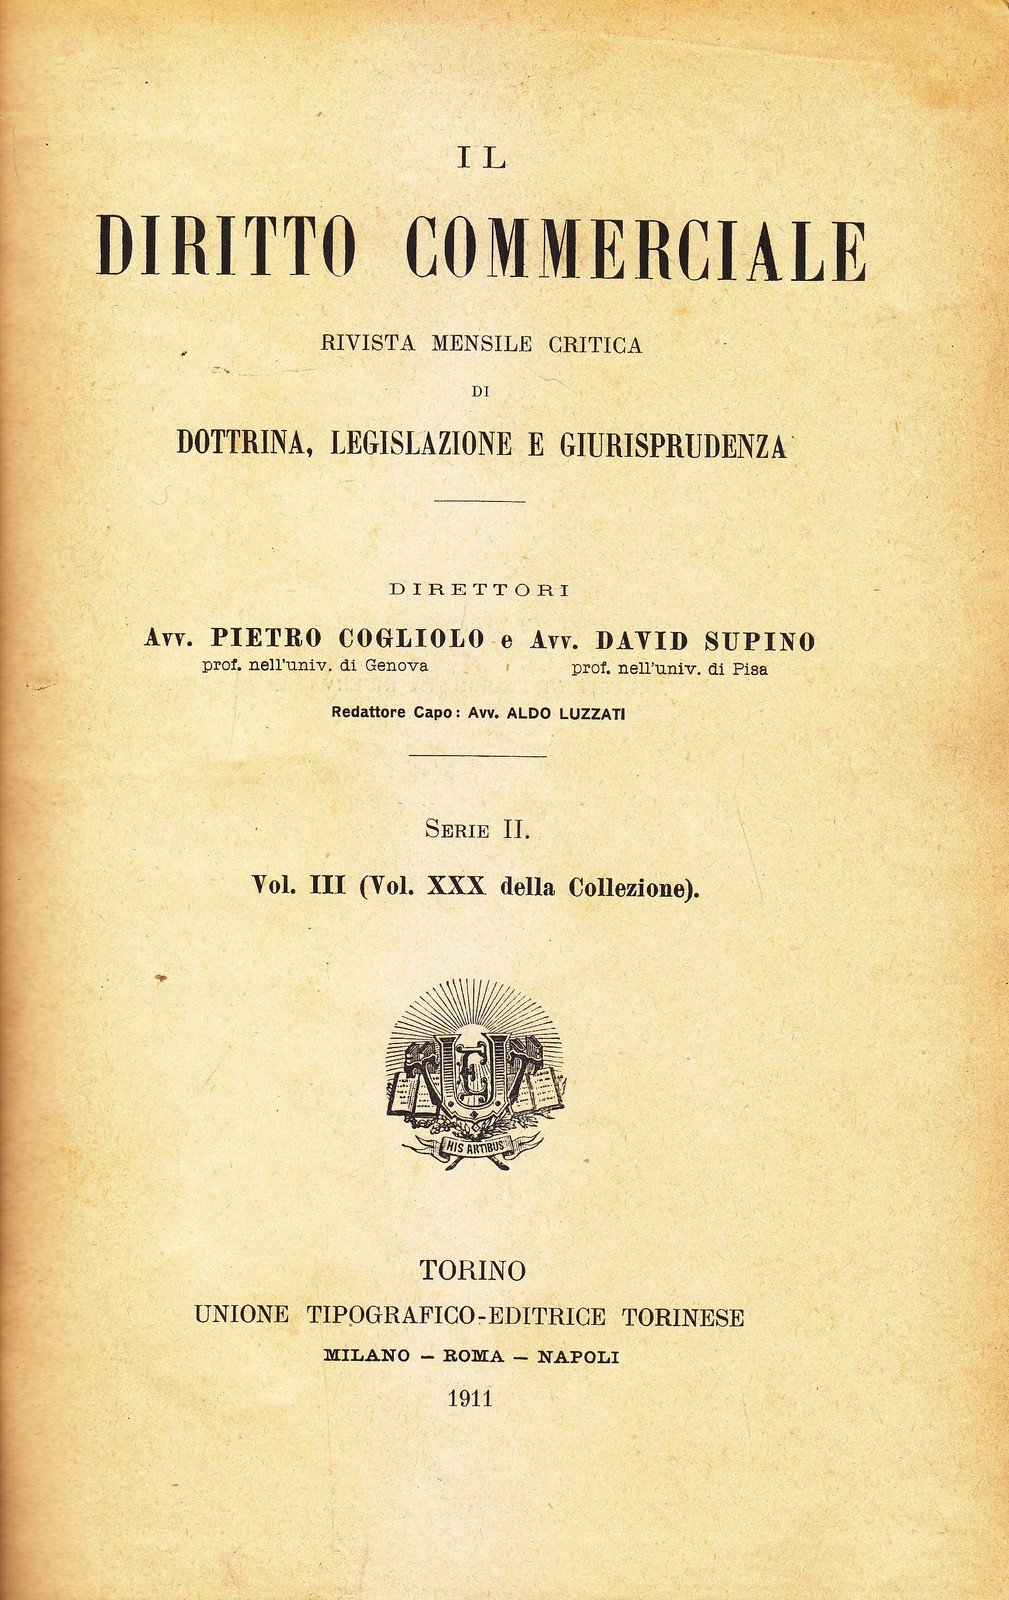 IL
DIRITTO COMMERCIALE
RIVISTA MENSILE CRITICA
DI
DOTTRINA, LEGISLAZIONE E GIURISPRUDENZA
DIRETTORI
Avv. PIETRO COGLIOLO e Avv. DAVID SUPINO
prof. nell'univ. di Genova prof. nell'univ. di Pisa
Redattore Capo: Avv. ALDO LUZZATI
SERIE II.
Vol. III (Vol. XXX della Collezione).
UTE
HIS ARTIBUS
TORINO
UNIONE TIPOGRAFICO-EDITRICE TORINESE
MILANO — ROMA — NAPOLI
1911